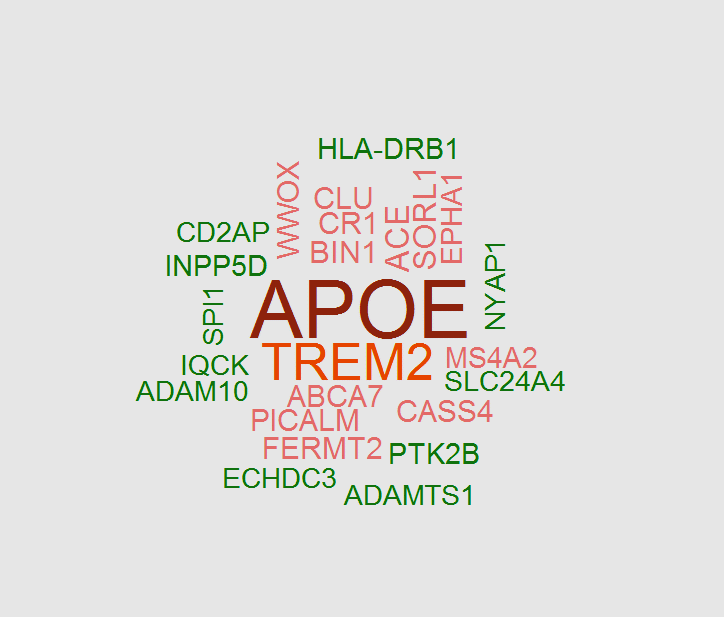 HLA-DRB1
WWOX
CLU
CR1
BIN1
ACE
SORL1
EPHA1
CD2AP
INPP5D
NYAP1
SPI1
APOE
TREM2
IQCK
ADAM10
MS4A2
SLC24A4
ABCA7
PICALM
CASS4
FERMT2
PTK2B
ECHDC3
ADAMTS1